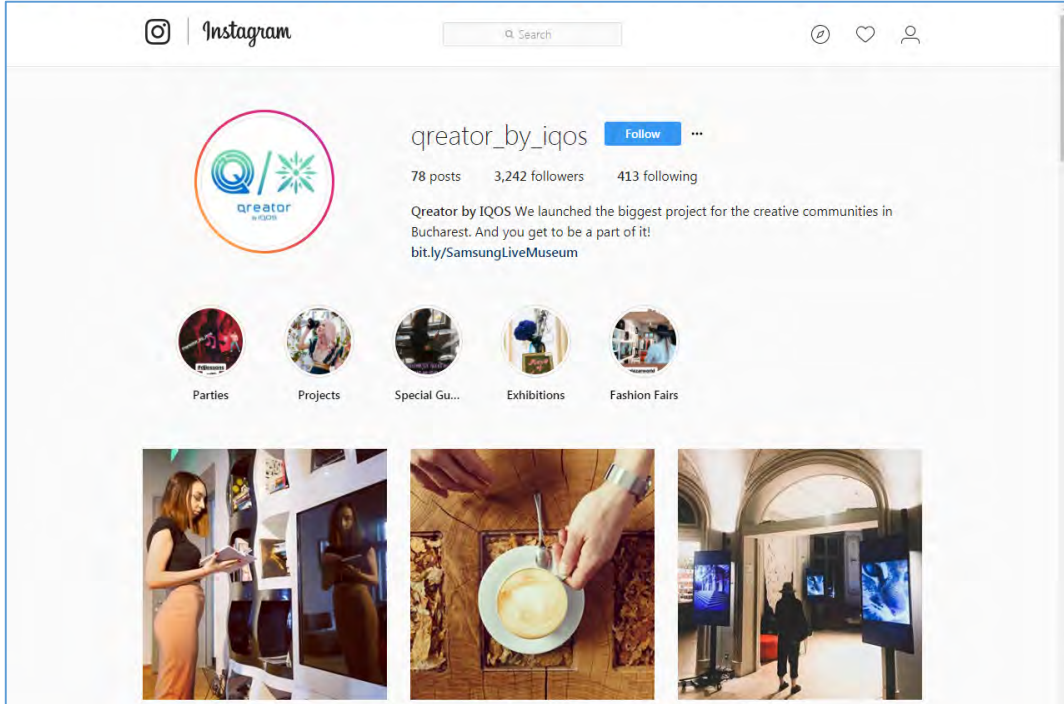 Instagram
Search
Q/
qreator
by IQOS
qreator_by_iqos Follow ...
78 posts 3,242 followers 413 following
Qreator by IQOS We launched the biggest project for the creative communities in
Bucharest. And you get to be a part of it!
bit.ly/SamsungLiveMuseum
Parties Projects Special Gu... Exhibitions Fashion Fairs